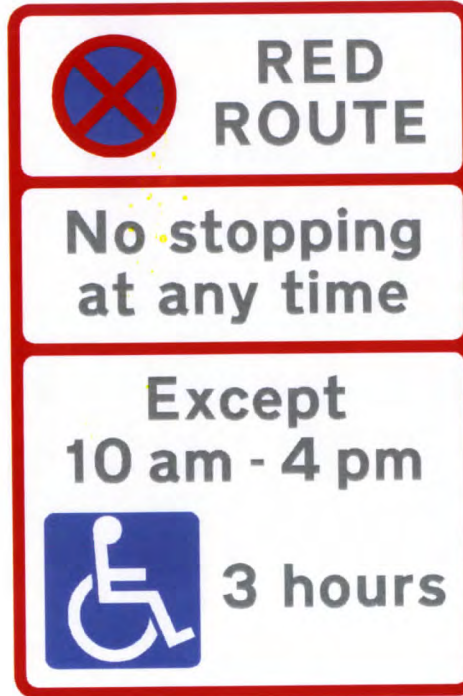 RED
ROUTE
No stopping
at any time
Except
10 am - 4 pm
3 hours